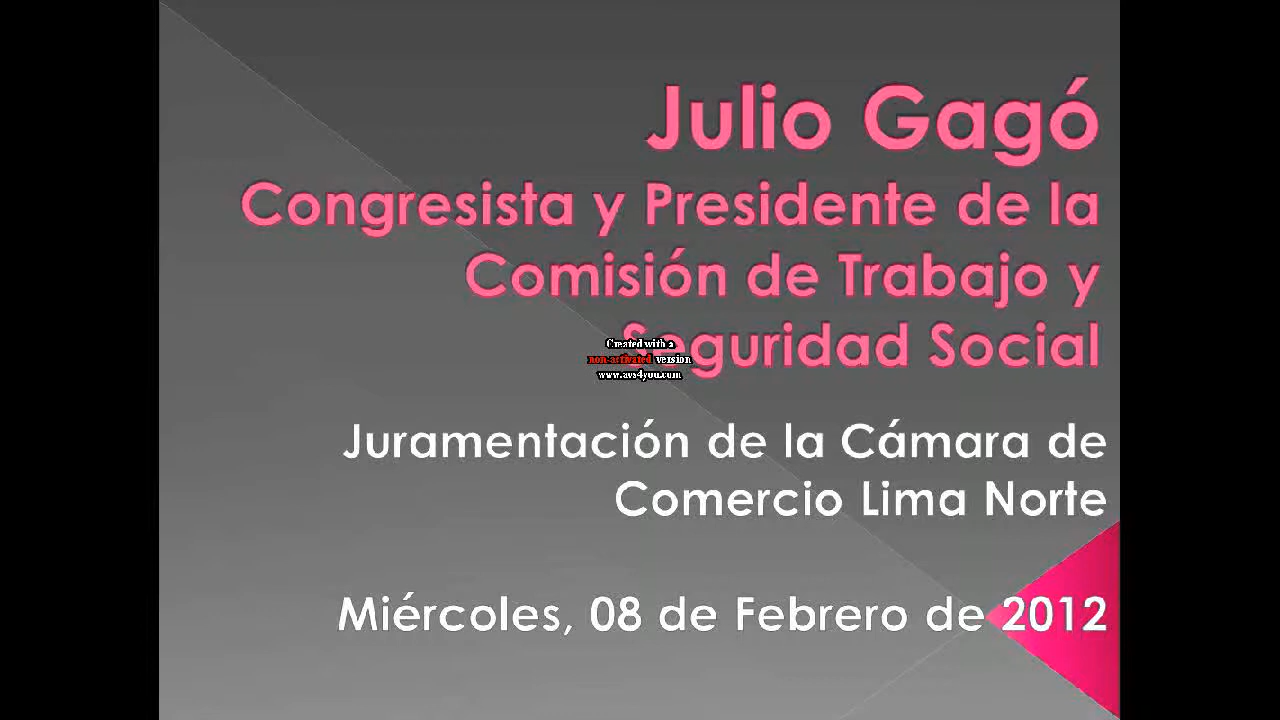 Julio Gagó
Congresista y Presidente de la
Comisión de Trabajo y
Seguridad Social
Created with a
non-activated version
www.avs4you.com
Juramentación de la Cámara de
Comercio Lima Norte
Miércoles, 08 de Febrero de 2012